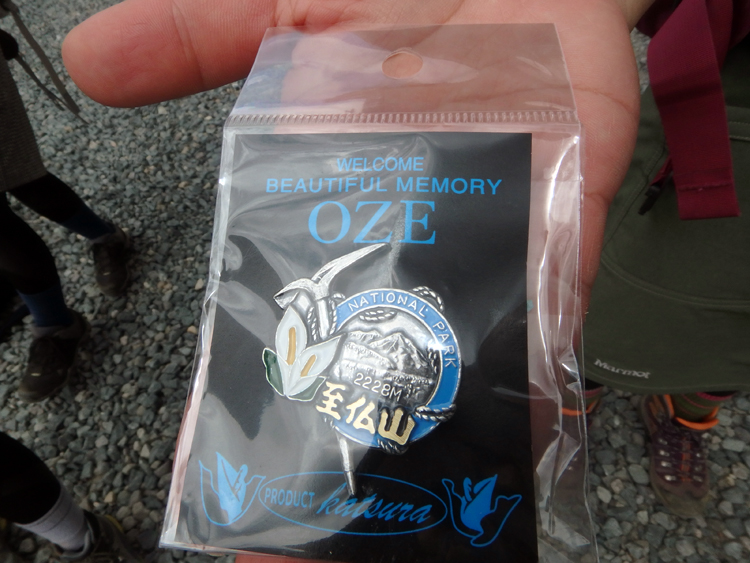 WELCOME
BEAUTIFUL MEMORY
OZE
NATIONAL PARK
2228M
至仏山
PRODUCT katsura
Marmot